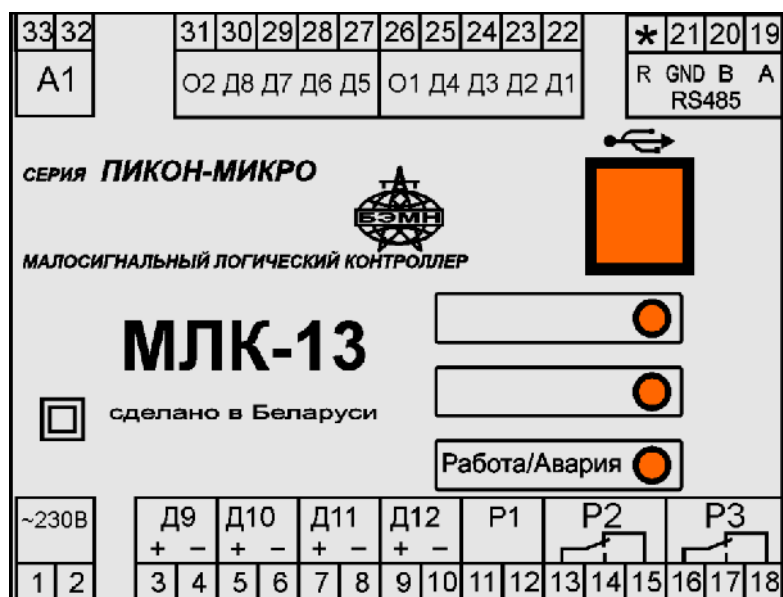 33 32 31 30 29 28 27 26 25 24 23 22 * 21 20 19
А1 О2 Д8 Д7 Д6 Д5 О1 Д4 Д3 Д2 Д1 R GND B A
RS485
СЕРИЯ ПИКОН-МИКРО
БЭМН
МАЛОСИГНАЛЬНЫЙ ЛОГИЧЕСКИЙ КОНТРОЛЛЕР
МЛК-13
сделано в Беларуси
Работа/Авария
~230В Д9 Д10 Д11 Д12 Р1 Р2 Р3
+ – + – + – + –
1 2 3 4 5 6 7 8 9 10 11 12 13 14 15 16 17 18